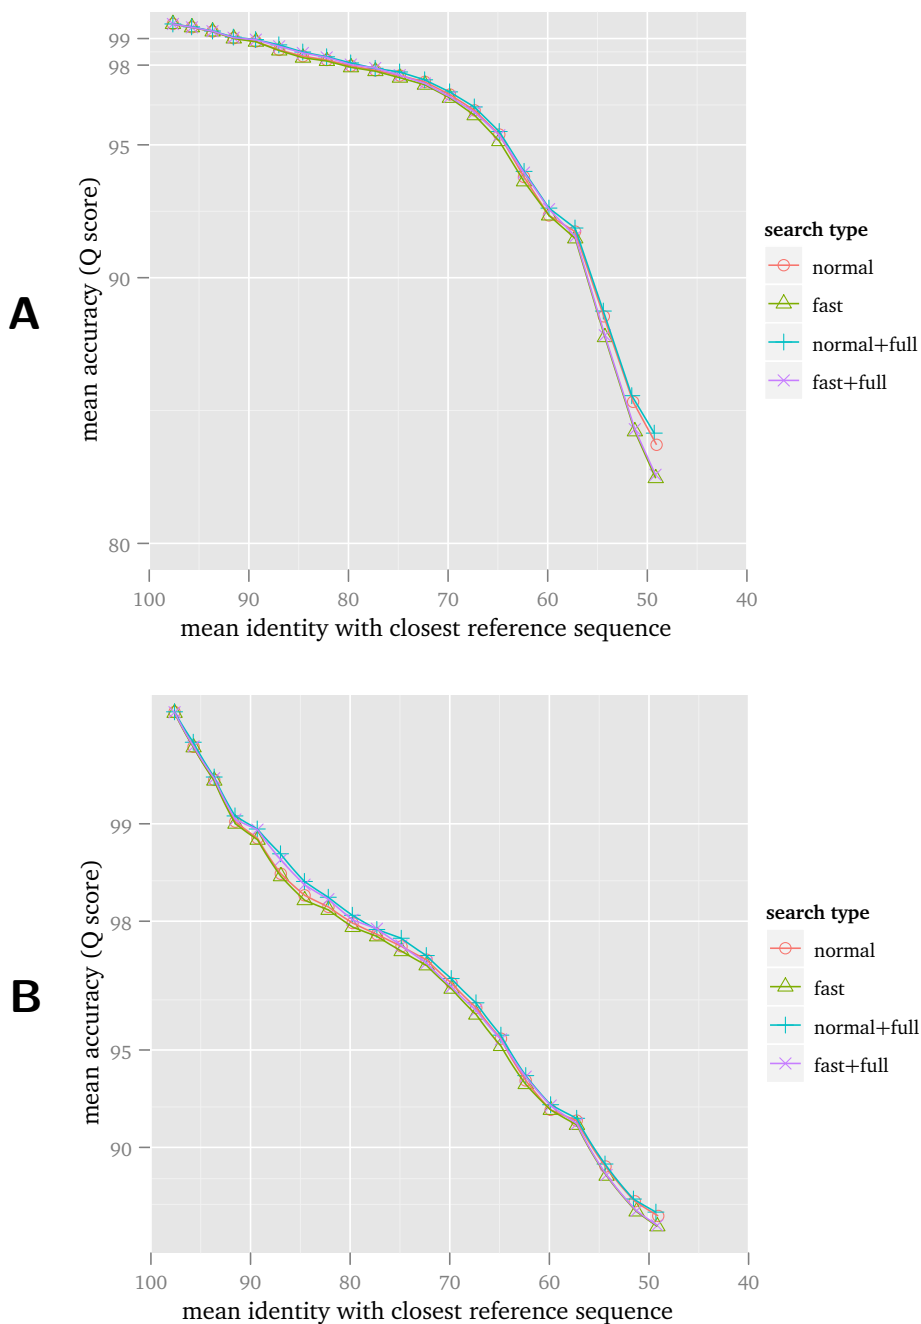 A
mean accuracy (Q score)
99
98
95
90
80
100 90 80 70 60 50 40
mean identity with closest reference sequence
search type
normal
fast
normal+full
fast+full
B
mean accuracy (Q score)
99
98
95
90
100 90 80 70 60 50 40
mean identity with closest reference sequence
search type
normal
fast
normal+full
fast+full